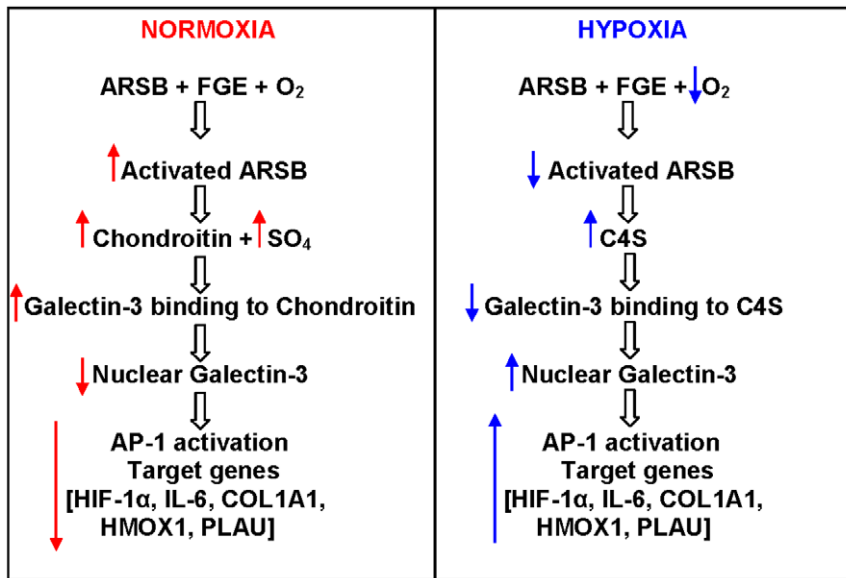 NORMOXIA
ARSB + FGE + O₂
Activated ARSB
Chondroitin + SO₄
Galectin-3 binding to Chondroitin
Nuclear Galectin-3
AP-1 activation
Target genes
[HIF-1α, IL-6, COL1A1,
HMOX1, PLAU]
HYPOXIA
ARSB + FGE + O₂
Activated ARSB
C4S
Galectin-3 binding to C4S
Nuclear Galectin-3
AP-1 activation
Target genes
[HIF-1α, IL-6, COL1A1,
HMOX1, PLAU]